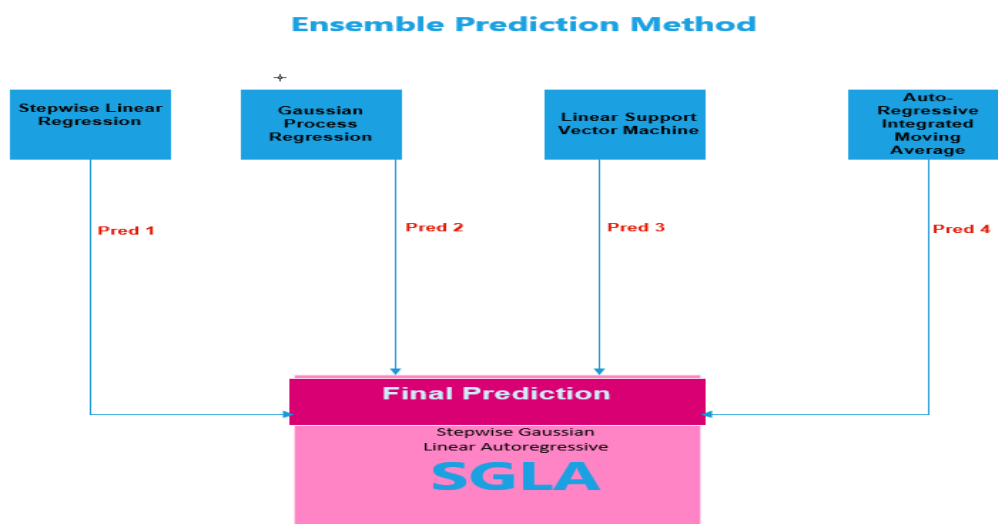 Ensemble Prediction Method
Stepwise Linear
Regression
Gaussian
Process
Regression
Linear Support
Vector Machine
Auto-
Regressive
Integrated
Moving
Average
Pred 1
Pred 2
Pred 3
Pred 4
Final Prediction
Stepwise Gaussian
Linear Autoregressive
SGLA